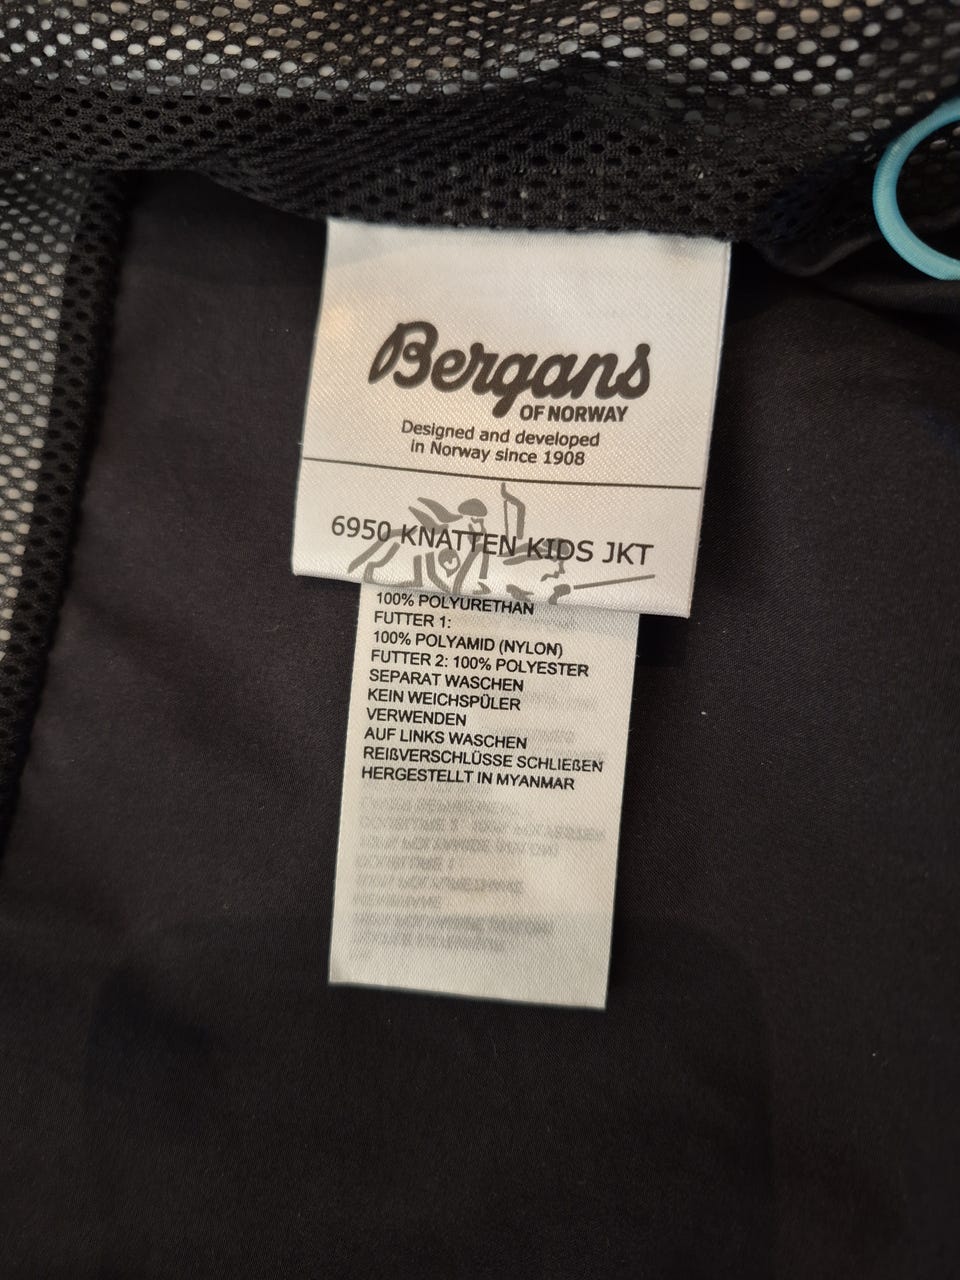 Bergans
OF NORWAY
Designed and developed
in Norway since 1908
6950 KNATTEN KIDS JKT
100% POLYURETHAN
FUTTER 1:
100% POLYAMID (NYLON)
FUTTER 2: 100% POLYESTER
SEPARAT WASCHEN
KEIN WEICHSPÜLER
VERWENDEN
AUF LINKS WASCHEN
REIßVERSCHLÜSSE SCHLIEßEN
HERGESTELLT IN MYANMAR